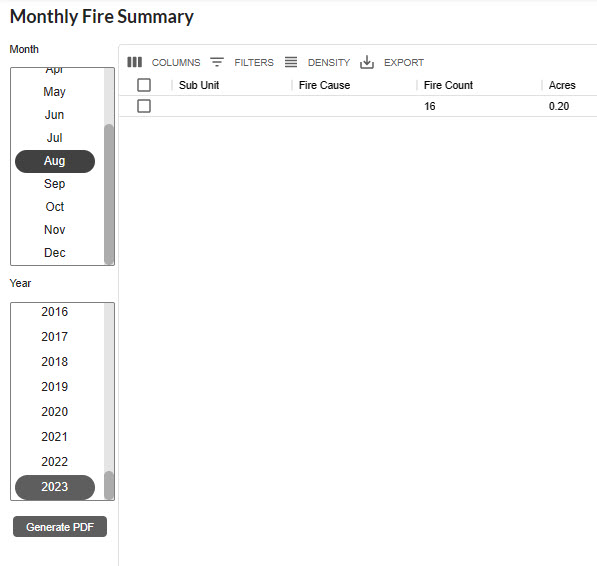 Monthly Fire Summary
Month
Apr
May
Jun
Jul
Aug
Sep
Oct
Nov
Dec
Year
2016
2017
2018
2019
2020
2021
2022
2023
Generate PDF
COLUMNS FILTERS DENSITY EXPORT
Sub Unit Fire Cause Fire Count Acres
16 0.20